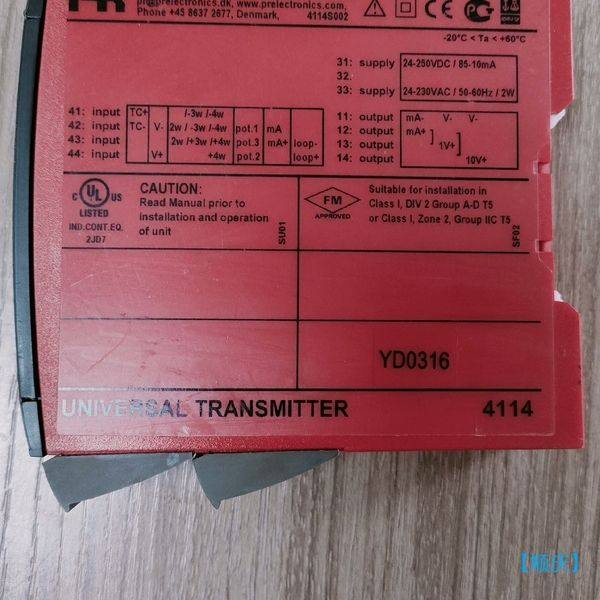 pr@prelectronics.dk, www.prelectronics.com,
Phone +45 8637 2677, Denmark, 4114S002
-20°C < Ta < +60°C
31: supply 24-250VDC / 85-10mA
32:
33: supply 24-230VAC / 50-60Hz / 2W
41: input TC+ /-3w /-4w
42: input TC- V- 2w /-3w /-4w pot.1 mA
43: input 2w /+3w /+4w pot.3 mA+ loop-
44: input V+ +4w pot.2 loop+
11: output mA- V- V-
12: output mA+
13: output 1V+
14: output 10V+
C UL US
LISTED
IND.CONT.EQ.
2JD7
CAUTION:
Read Manual prior to
installation and operation
of unit
SU01
FM
APPROVED
Suitable for installation in
Class I, DIV 2 Group A-D T5
or Class I, Zone 2, Group IIC T5
SF02
YD0316
UNIVERSAL TRANSMITTER 4114